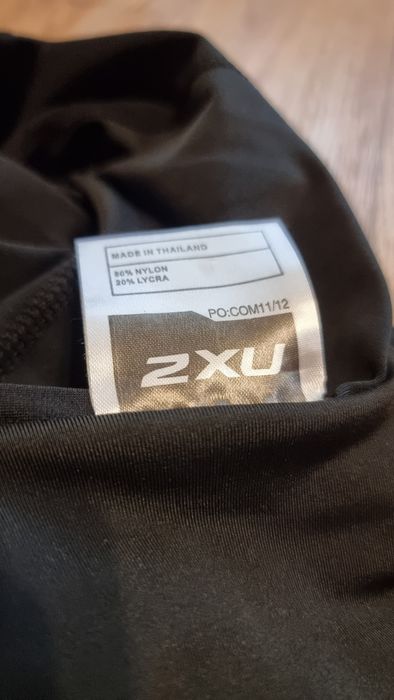 MADE IN THAILAND
80% NYLON
20% LYCRA
PO:COM11/12
2XU